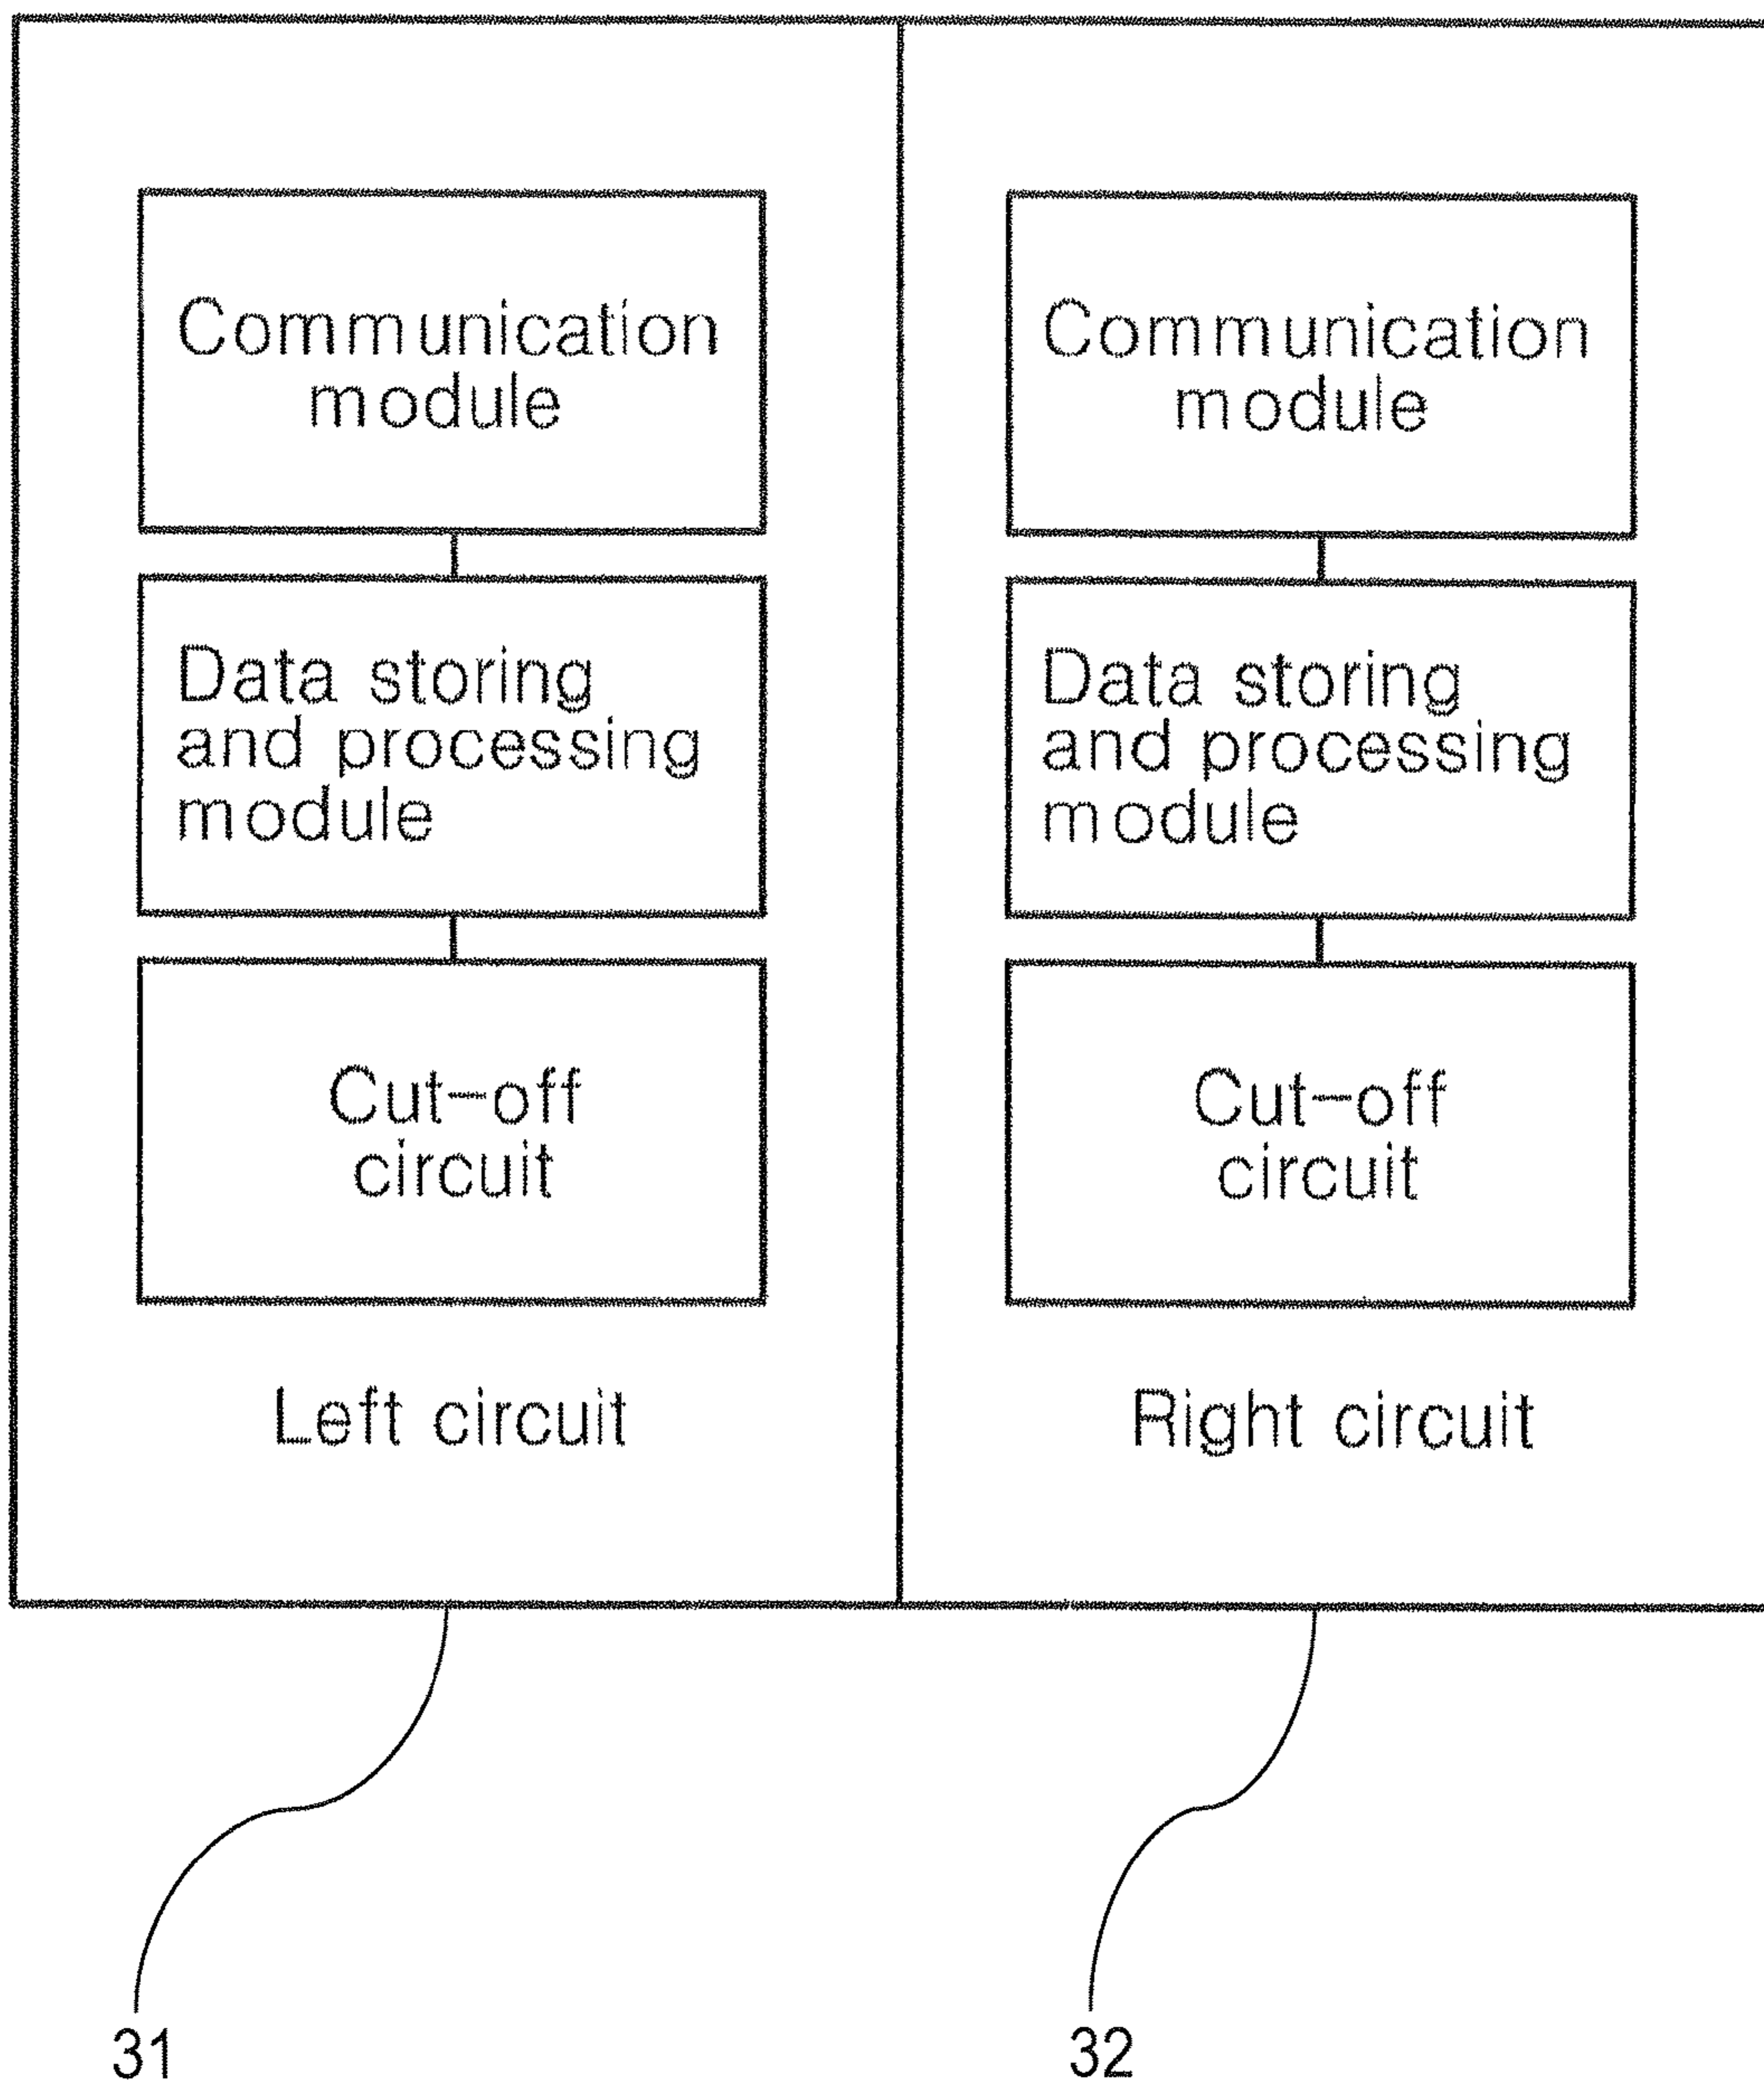 Communication
module
Data storing
and processing
module
Cut-off
circuit
Left circuit
Communication
module
Data storing
and processing
module
Cut-off
circuit
Right circuit
31
32